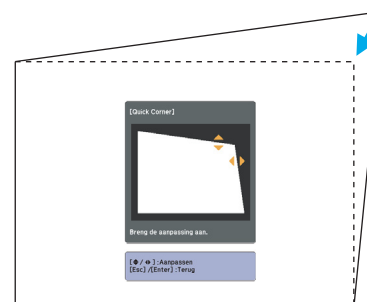 [Quick Corner]
Breng de aanpassing aan.
[ / ] :Aanpassen
[Esc] /[Enter] :Terug